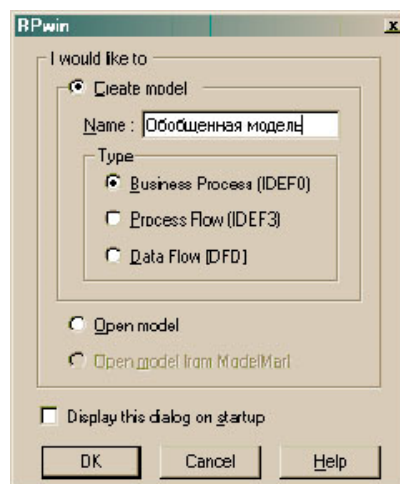 BPwin
I would like to
Create model
Name : Обобщенная модель
Type
Business Process (IDEF0)
Process Flow (IDEF3)
Data Flow (DFD)
Open model
Open model from ModelMart
Display this dialog on startup
OK Cancel Help